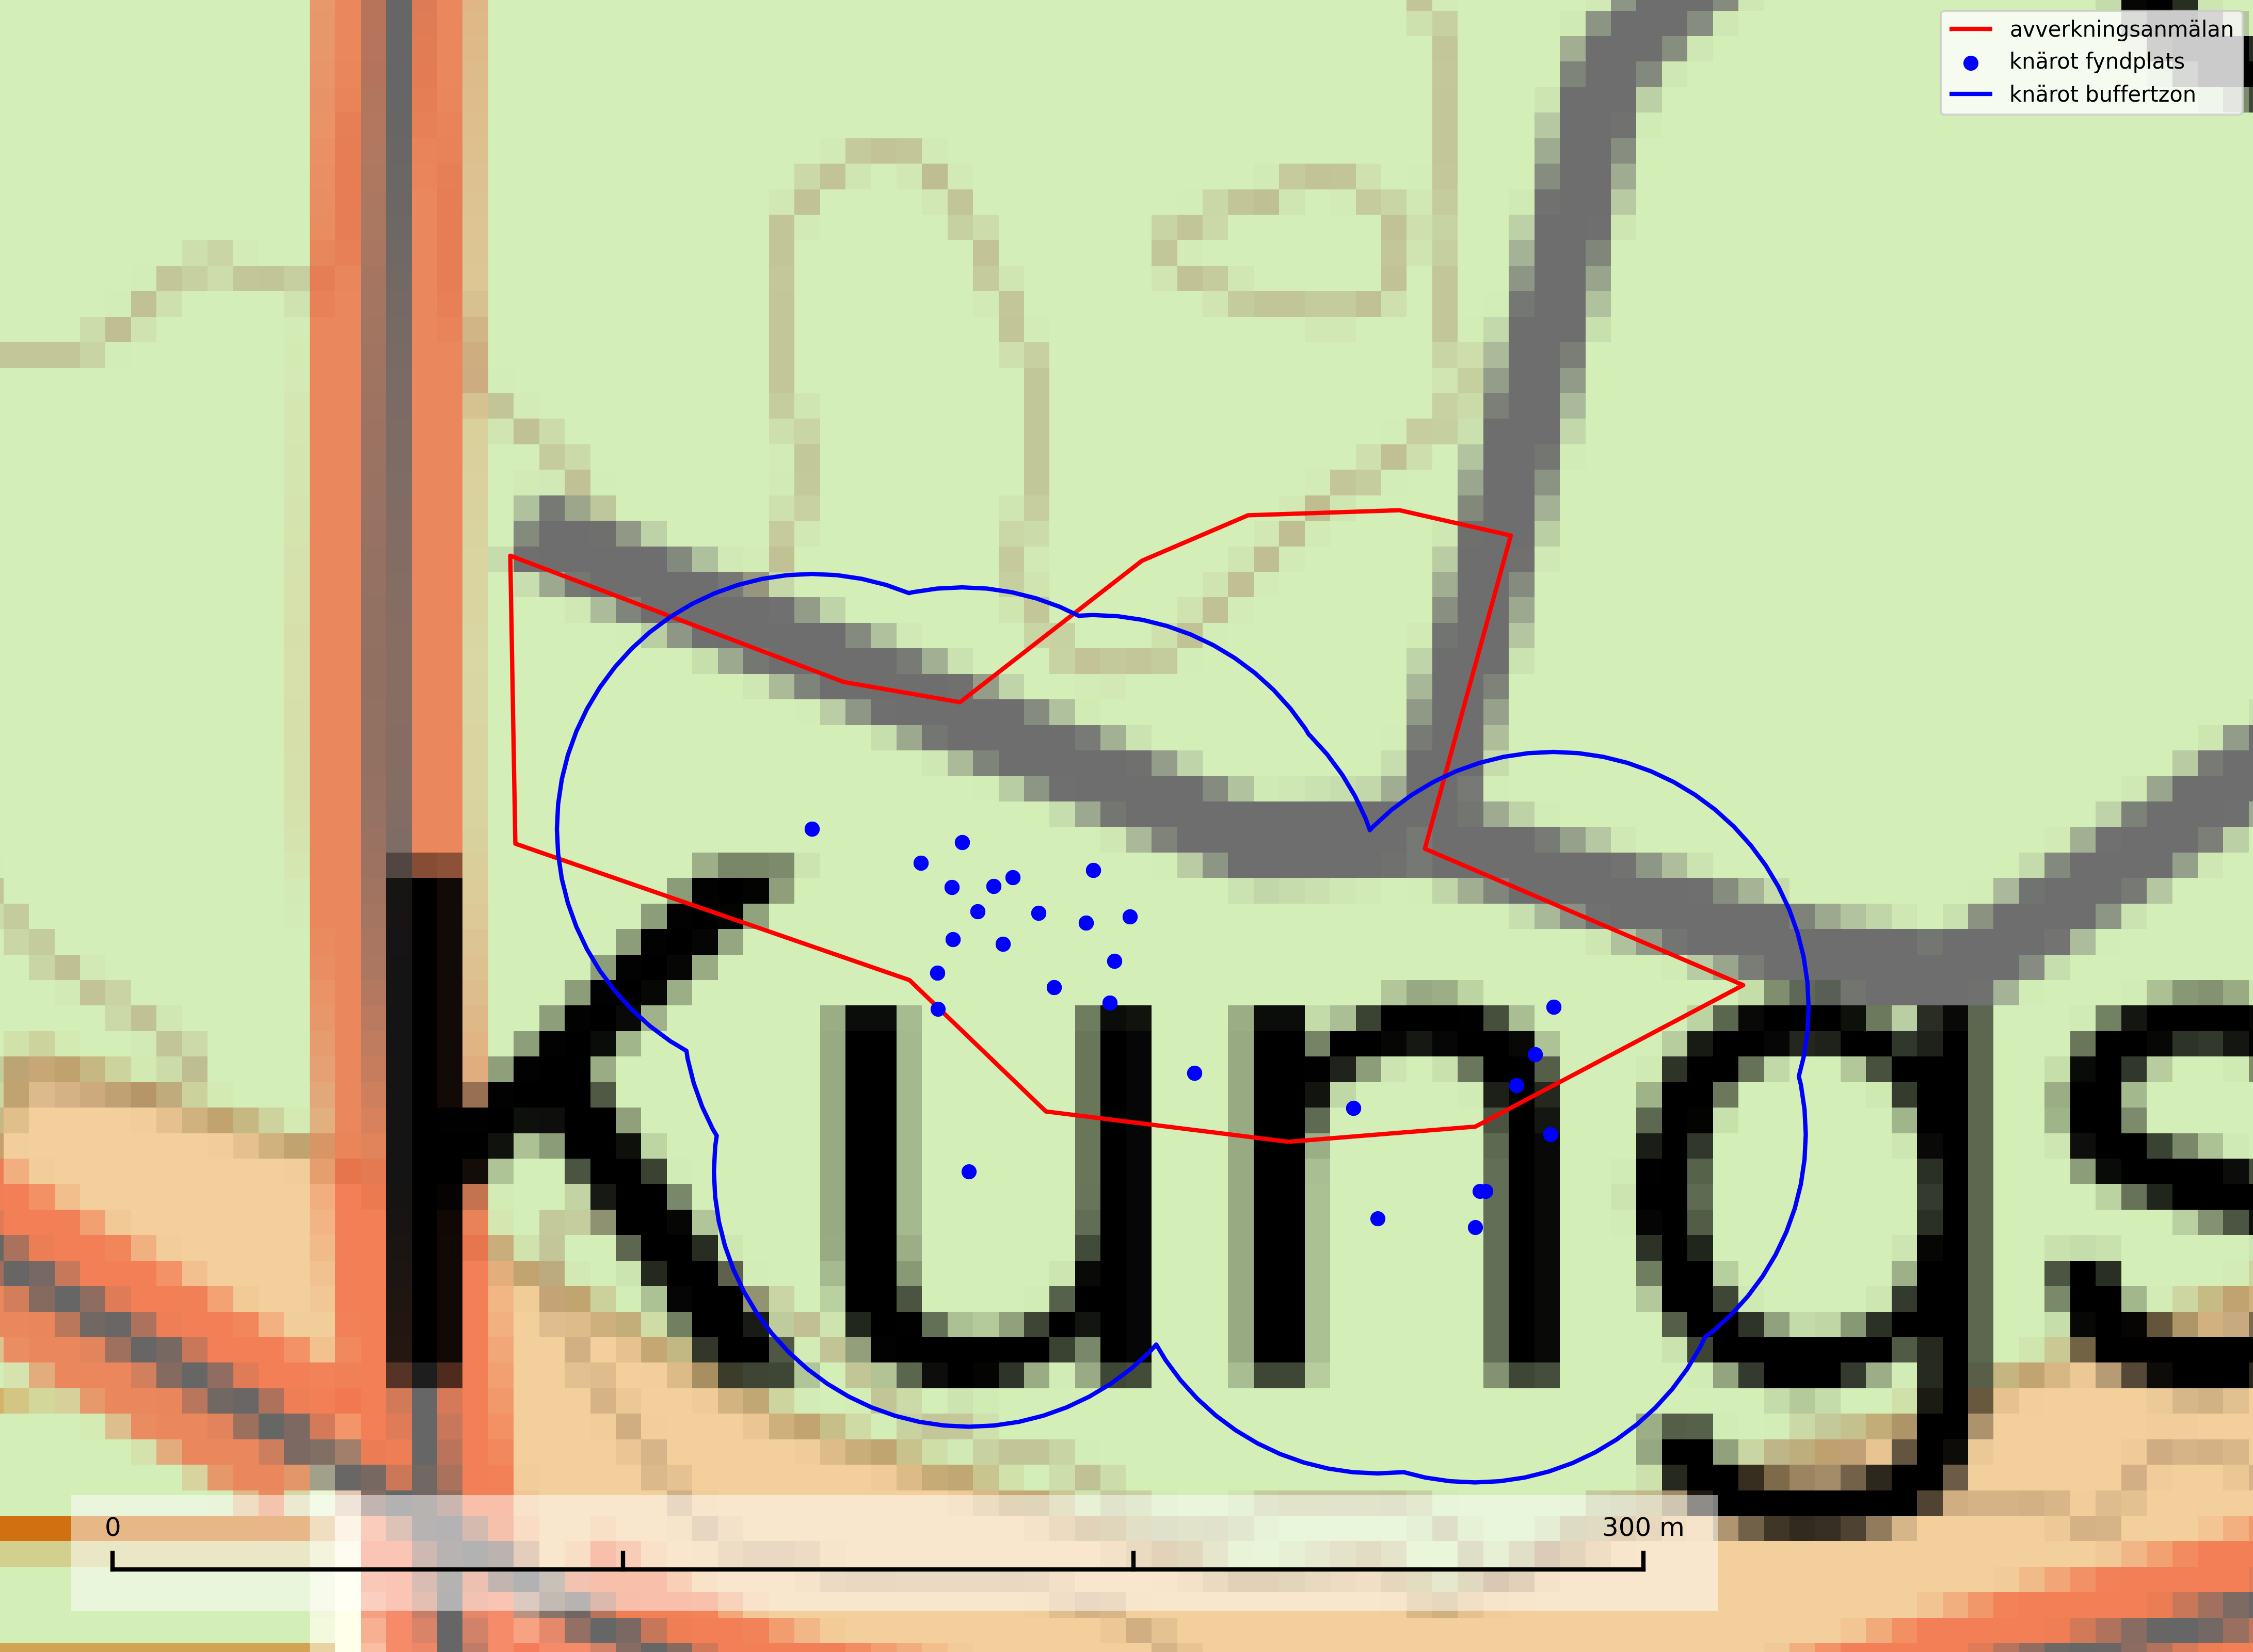 avverkningsanmälan
knärot fyndplats
knärot buffertzon
Kungs
0 300 m